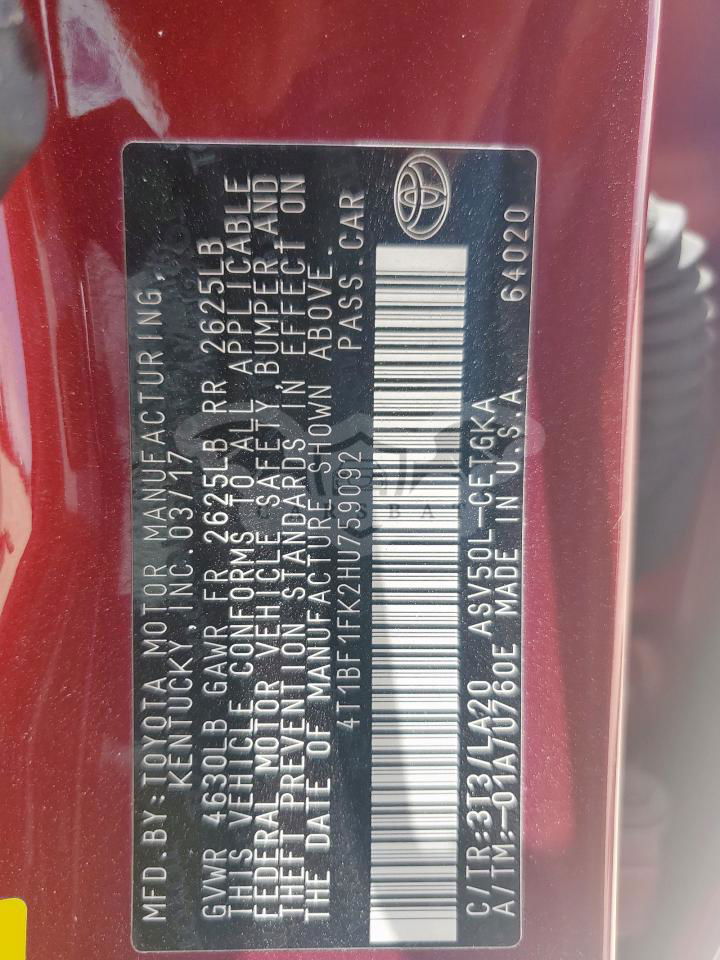 MFD.BY:TOYOTA MOTOR MANUFACTURING,
KENTUCKY, INC. 03/17
GVWR 4630LB GAWR FR 2625LB RR 2625LB
THIS VEHICLE CONFORMS TO ALL APPLICABLE
FEDERAL MOTOR VEHICLE SAFETY, BUMPER AND
THEFT PREVENTION STANDARDS IN EFFECT ON
THE DATE OF MANUFACTURE SHOWN ABOVE.
4T1BF1FK2HU759092 PASS.CAR
C/TR:3T3/LA20 ASV50L-CETGKA
A/TM:-01A/U760E MADE IN U.S.A. 64020
CARSBAT